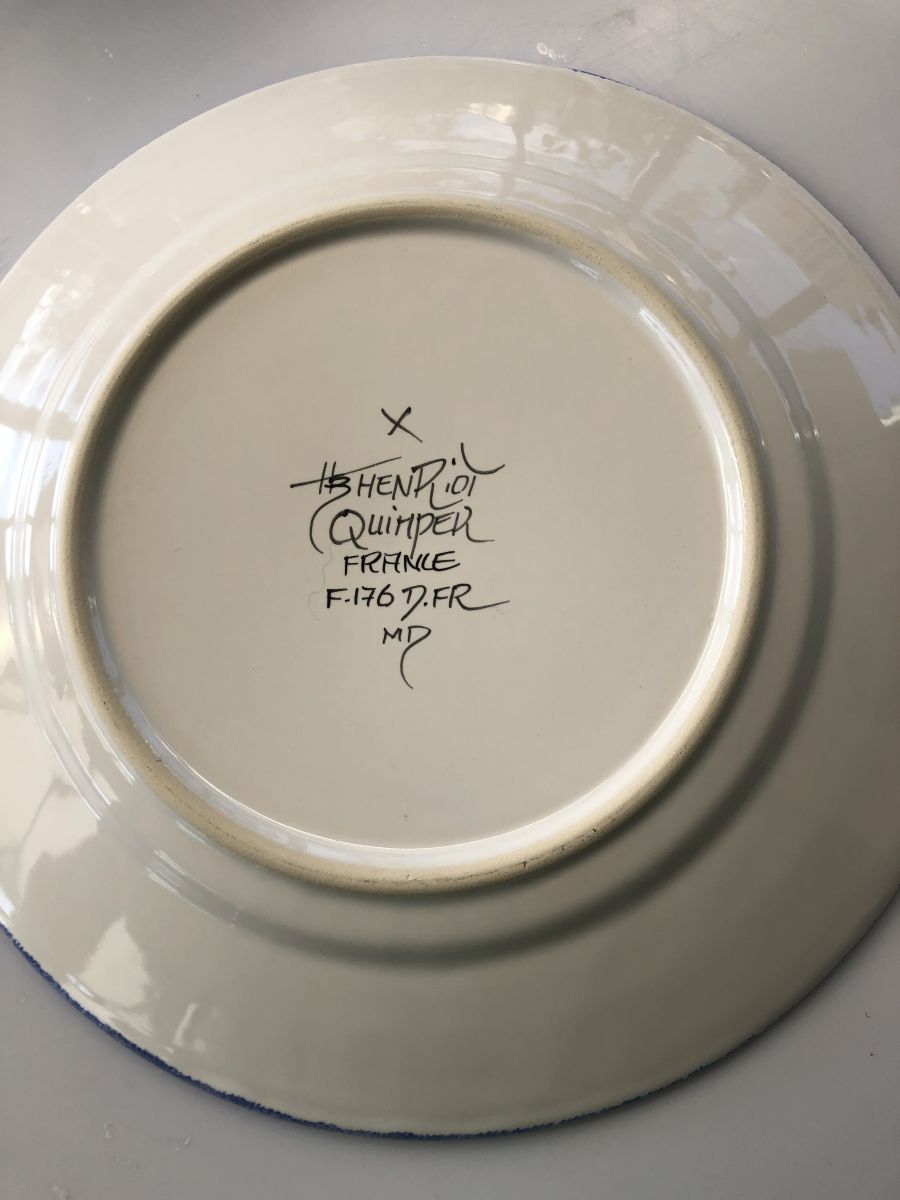 X
HB HENRiOT
QUiMPER
FRANCE
F.176 D.FR
MD